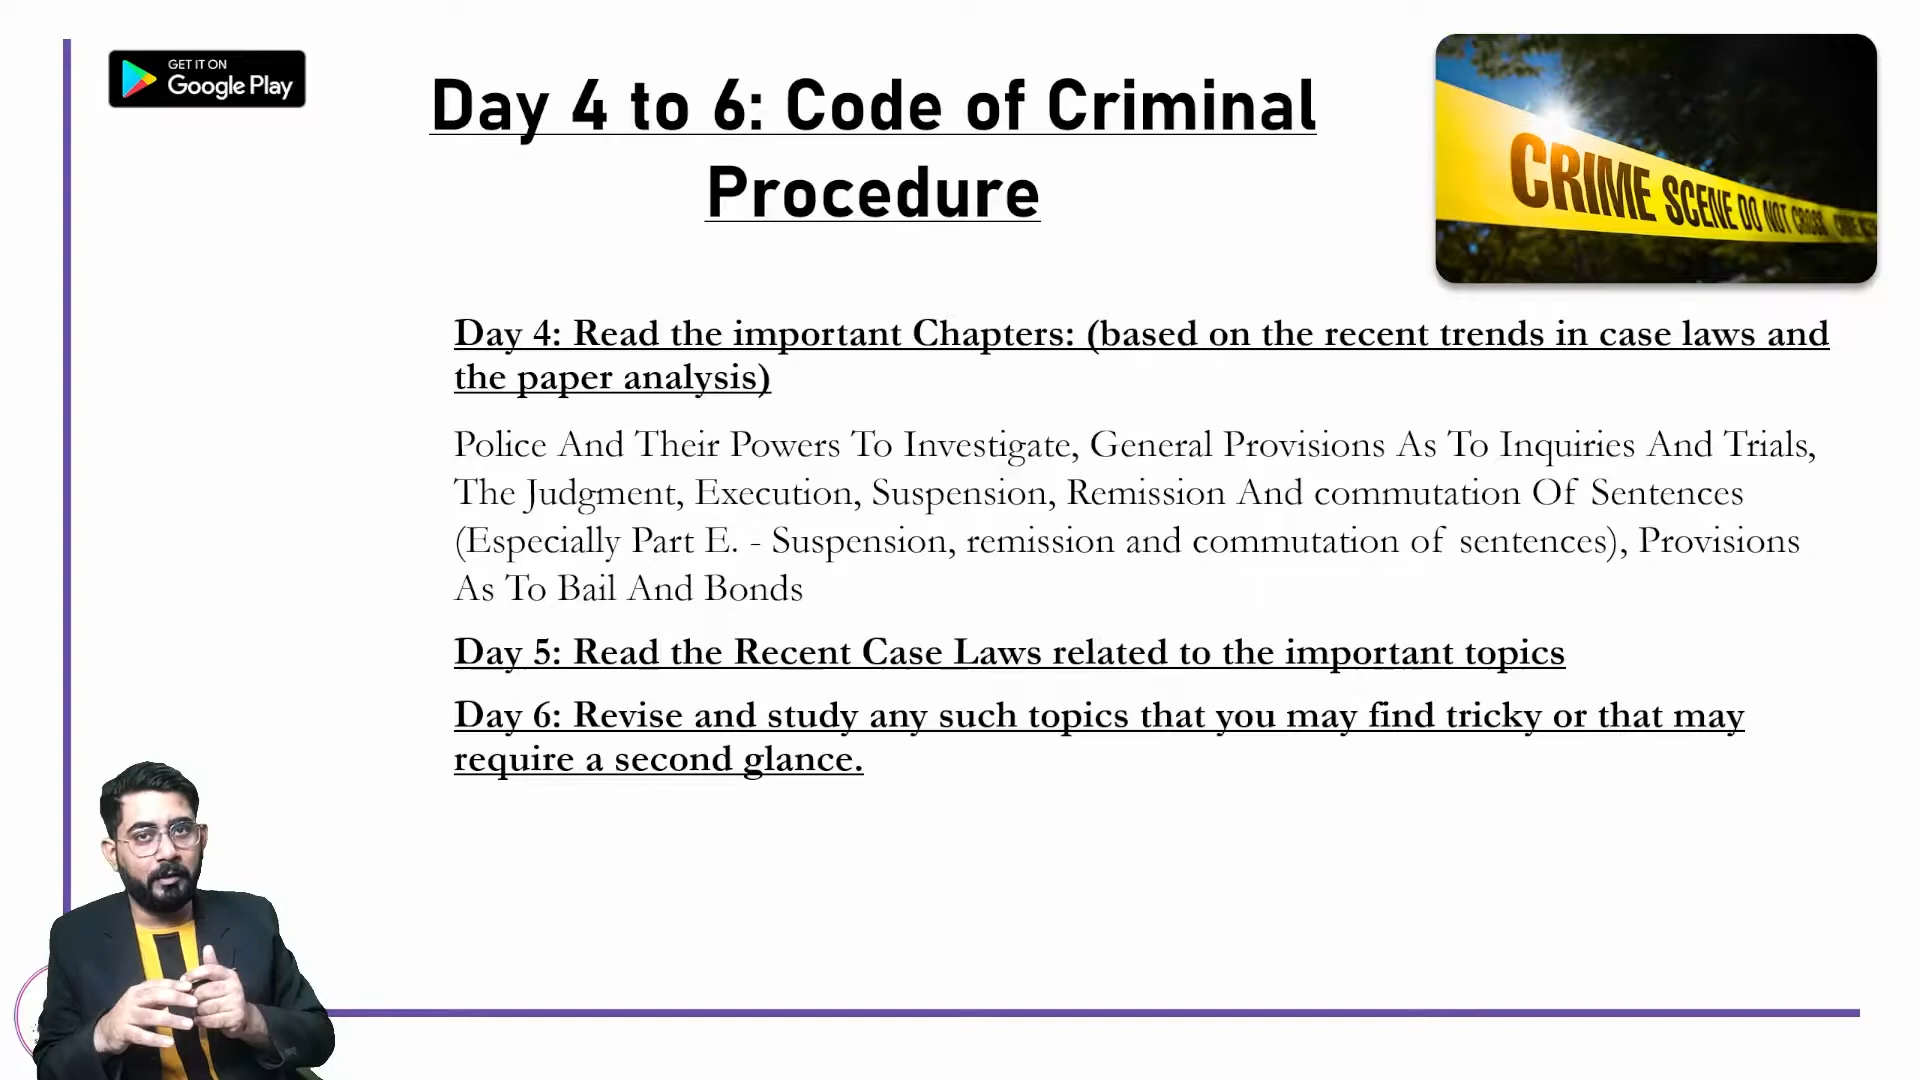 GET IT ON
Google Play
Day 4 to 6: Code of Criminal
Procedure
CRIME SCENE DO NOT CROSS
Day 4: Read the important Chapters: (based on the recent trends in case laws and
the paper analysis)
Police And Their Powers To Investigate, General Provisions As To Inquiries And Trials,
The Judgment, Execution, Suspension, Remission And commutation Of Sentences
(Especially Part E. - Suspension, remission and commutation of sentences), Provisions
As To Bail And Bonds
Day 5: Read the Recent Case Laws related to the important topics
Day 6: Revise and study any such topics that you may find tricky or that may
require a second glance.